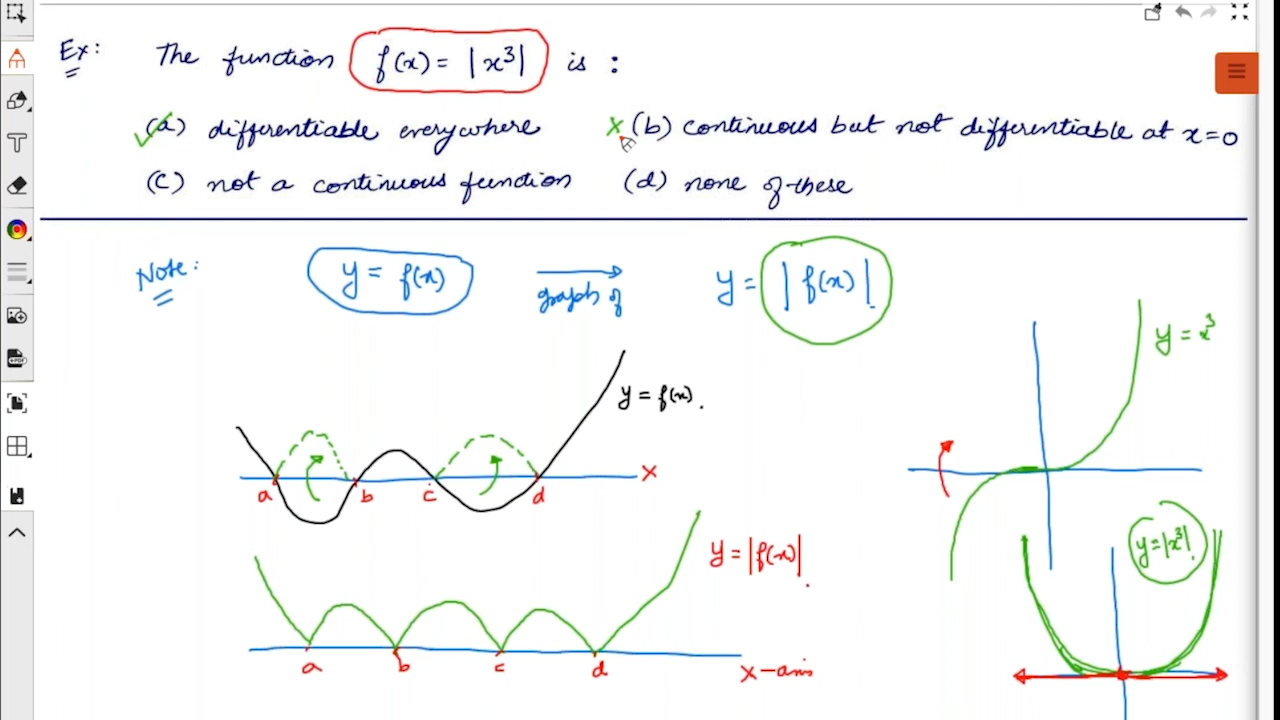 Ex: The function f(x) = |x³| is :
(a) differentiable everywhere
x (b) continuous but not differentiable at x=0
(c) not a continuous function
(d) none of these
Note:
y = f(x)
graph of
y = |f(x)|.
y = x³
y = f(x).
a b c d X
y = |x³|.
y = |f(x)|.
a b c d
X-axis